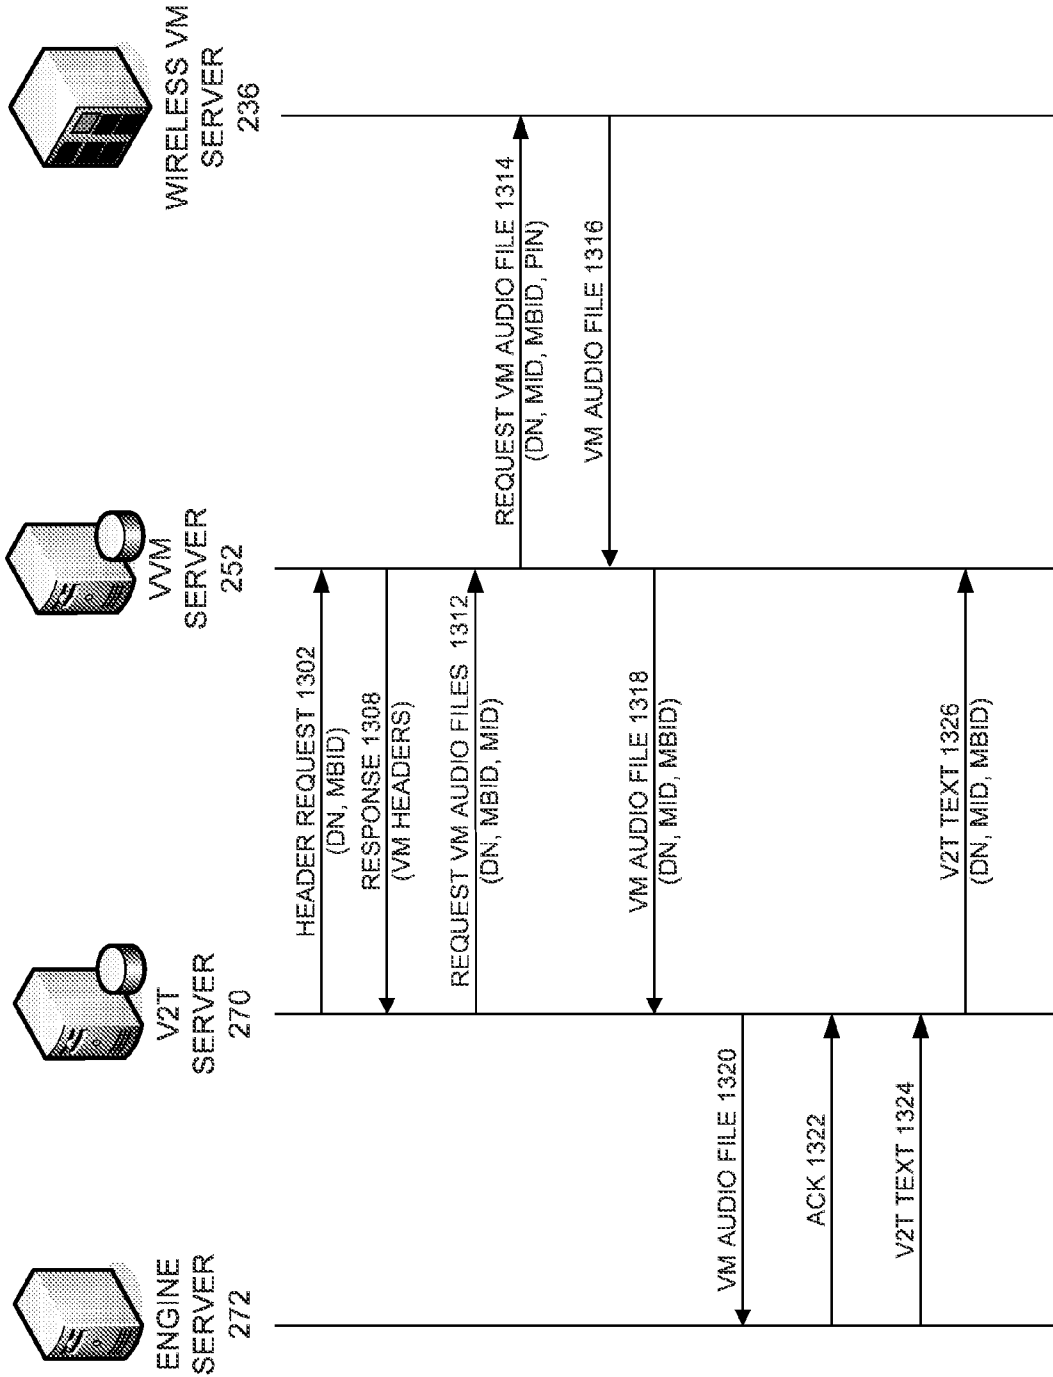 ENGINE
SERVER
272
V2T
SERVER
270
VVM
SERVER
252
WIRELESS VM
SERVER
236
HEADER REQUEST 1302
(DN, MBID)
RESPONSE 1308
(VM HEADERS)
REQUEST VM AUDIO FILES 1312
(DN, MBID, MID)
REQUEST VM AUDIO FILE 1314
(DN, MID, MBID, PIN)
VM AUDIO FILE 1316
VM AUDIO FILE 1318
(DN, MID, MBID)
VM AUDIO FILE 1320
ACK 1322
V2T TEXT 1324
V2T TEXT 1326
(DN, MID, MBID)